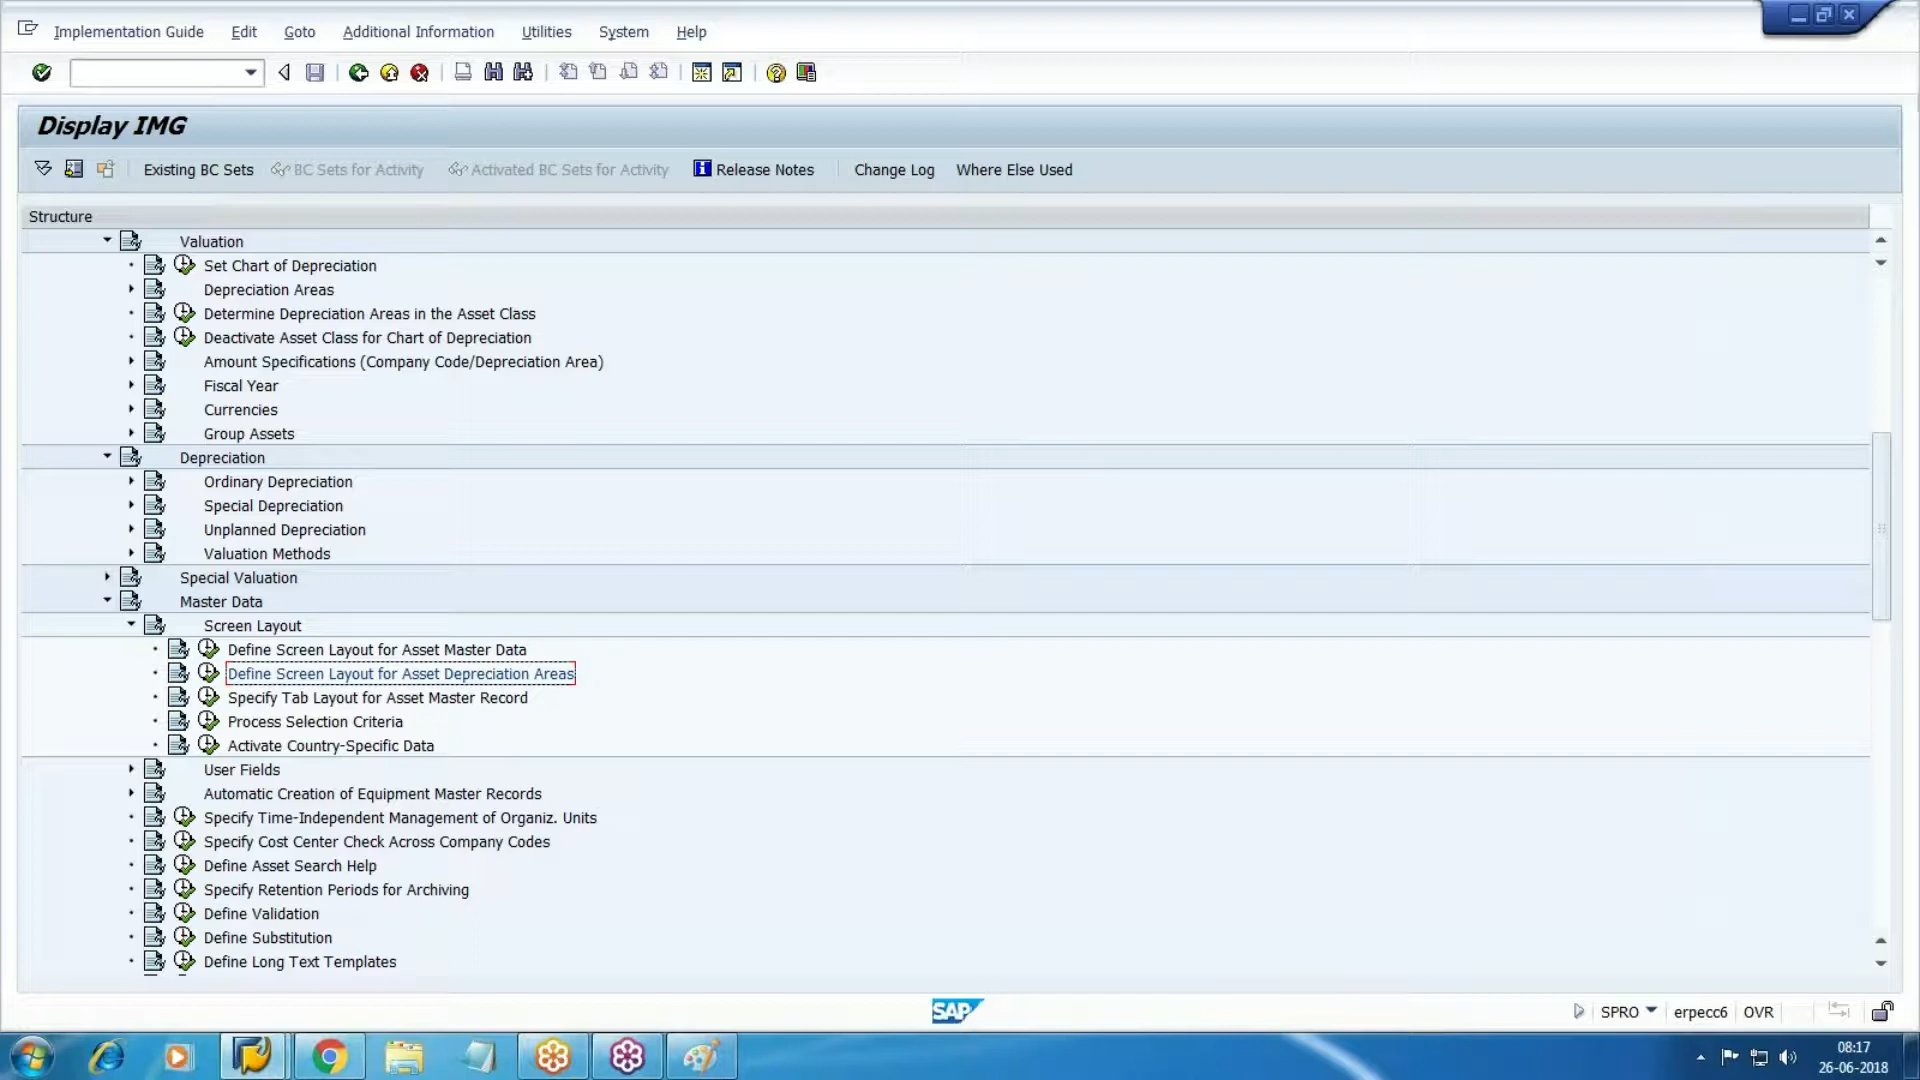 Implementation Guide Edit Goto Additional Information Utilities System Help
Display IMG
Existing BC Sets BC Sets for Activity Activated BC Sets for Activity Release Notes Change Log Where Else Used
Structure
Valuation
Set Chart of Depreciation
Depreciation Areas
Determine Depreciation Areas in the Asset Class
Deactivate Asset Class for Chart of Depreciation
Amount Specifications (Company Code/Depreciation Area)
Fiscal Year
Currencies
Group Assets
Depreciation
Ordinary Depreciation
Special Depreciation
Unplanned Depreciation
Valuation Methods
Special Valuation
Master Data
Screen Layout
Define Screen Layout for Asset Master Data
Define Screen Layout for Asset Depreciation Areas
Specify Tab Layout for Asset Master Record
Process Selection Criteria
Activate Country-Specific Data
User Fields
Automatic Creation of Equipment Master Records
Specify Time-Independent Management of Organiz. Units
Specify Cost Center Check Across Company Codes
Define Asset Search Help
Specify Retention Periods for Archiving
Define Validation
Define Substitution
Define Long Text Templates
SAP
SPRO erpecc6 OVR
08:17
26-06-2018